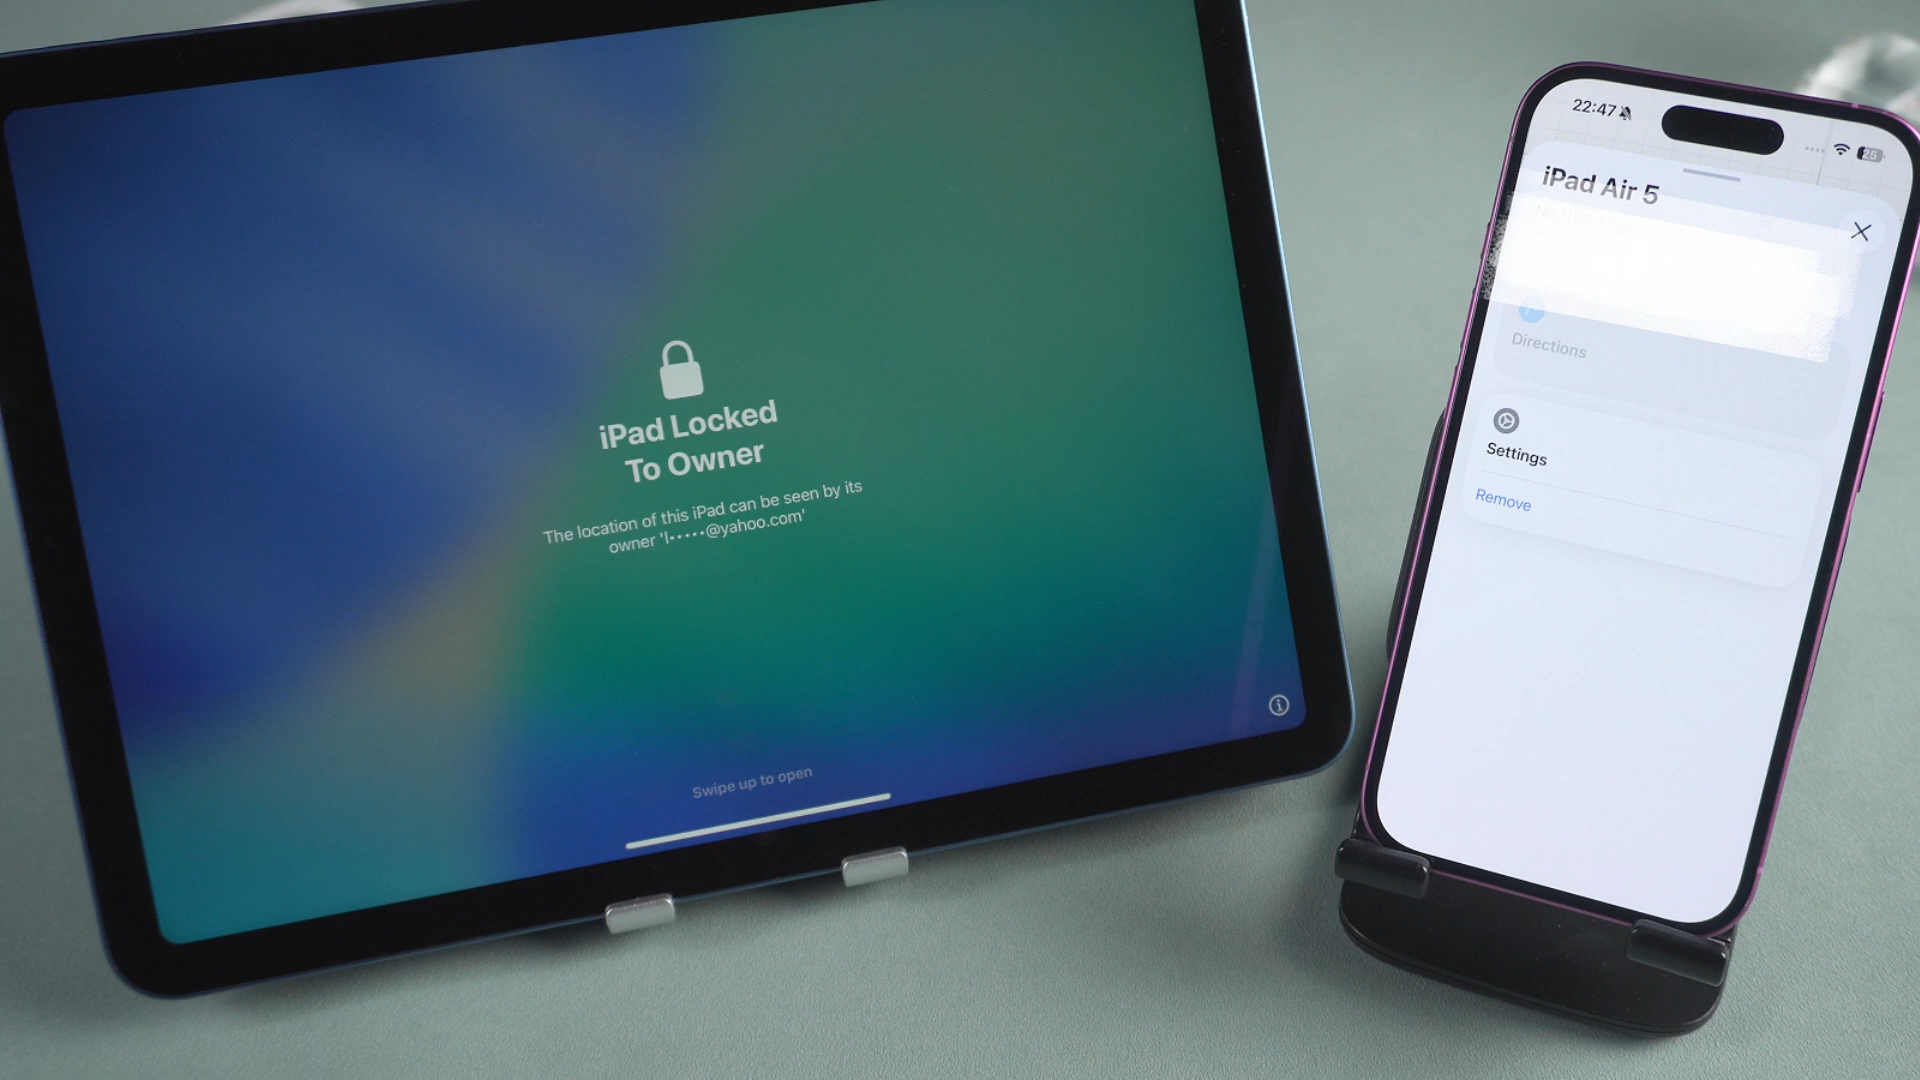 iPad Locked
To Owner
The location of this iPad can be seen by its
owner 'l•••••@yahoo.com'
Swipe up to open
22:47
25
iPad Air 5
Directions
Settings
Remove